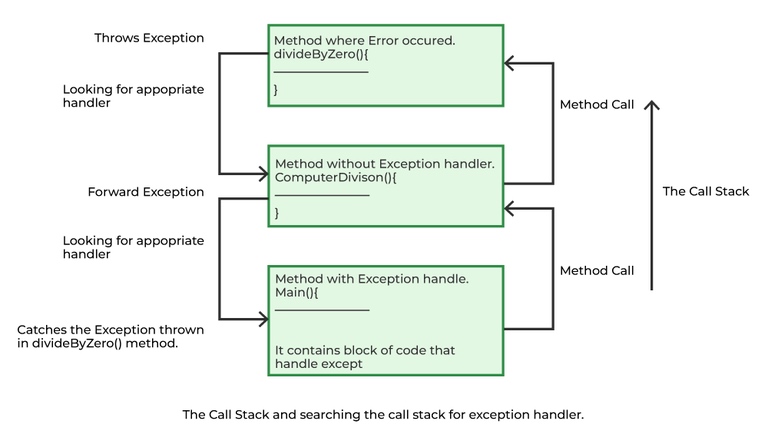 Throws Exception
Looking for appopriate
handler
Forward Exception
Looking for appopriate
handler
Catches the Exception thrown
in divideByZero() method.
Method where Error occured.
divideByZero(){
}
Method without Exception handler.
ComputerDivison(){
}
Method with Exception handle.
Main(){
It contains block of code that
handle except
Method Call
Method Call
The Call Stack
The Call Stack and searching the call stack for exception handler.